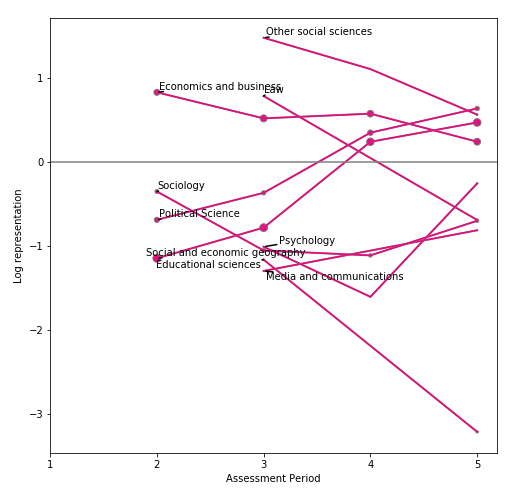 Other social sciences
Economics and business
Law
1
0
Sociology
Political Science
Log representation
−1
Psychology
Social and economic geography
Educational sciences
Media and communications
−2
−3
1 2 3 4 5
Assessment Period